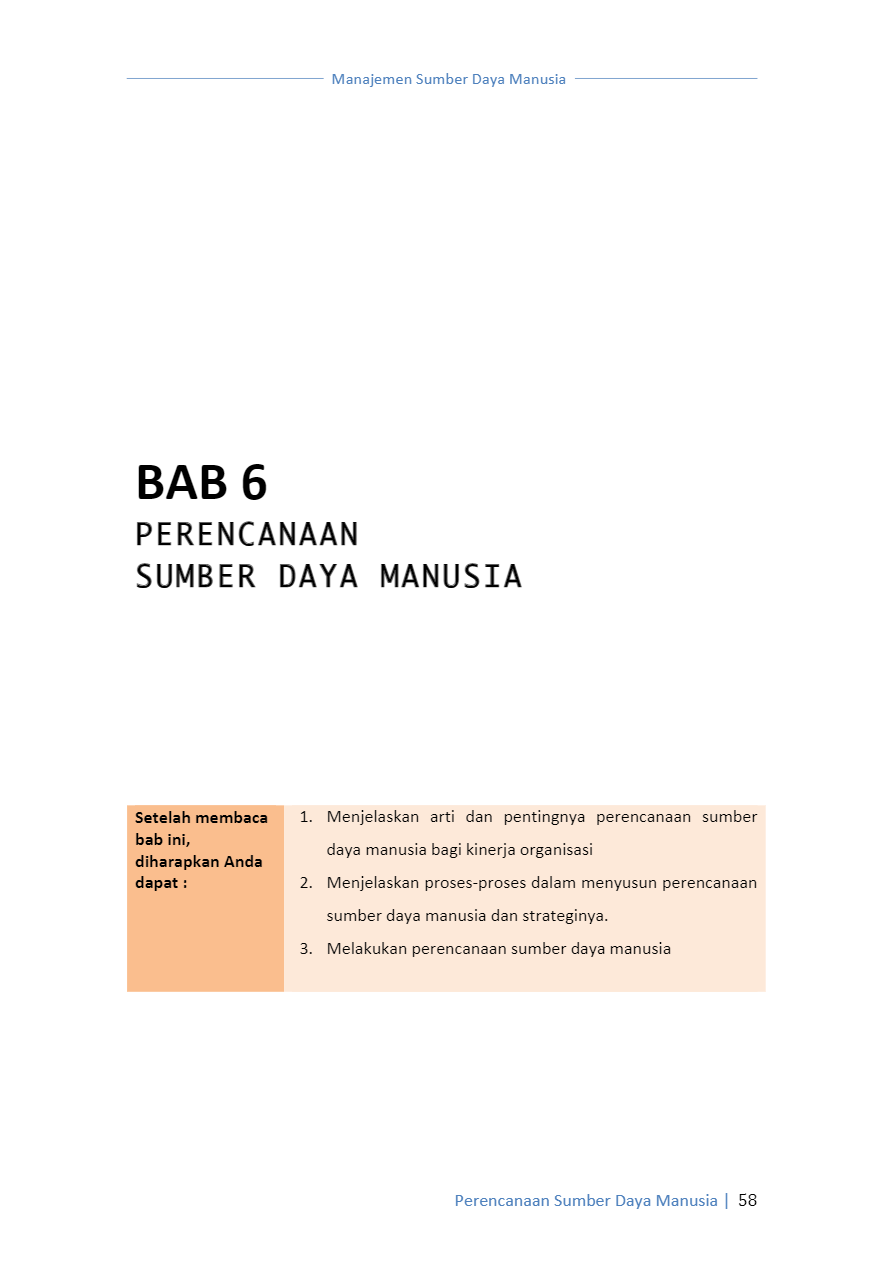 Manajemen Sumber Daya Manusia
BAB 6
PERENCANAAN
SUMBER DAYA MANUSIA
Setelah membaca
bab ini,
diharapkan Anda
dapat :
1. Menjelaskan arti dan pentingnya perencanaan sumber
daya manusia bagi kinerja organisasi
2. Menjelaskan proses-proses dalam menyusun perencanaan
sumber daya manusia dan strateginya.
3. Melakukan perencanaan sumber daya manusia
Perencanaan Sumber Daya Manusia | 58